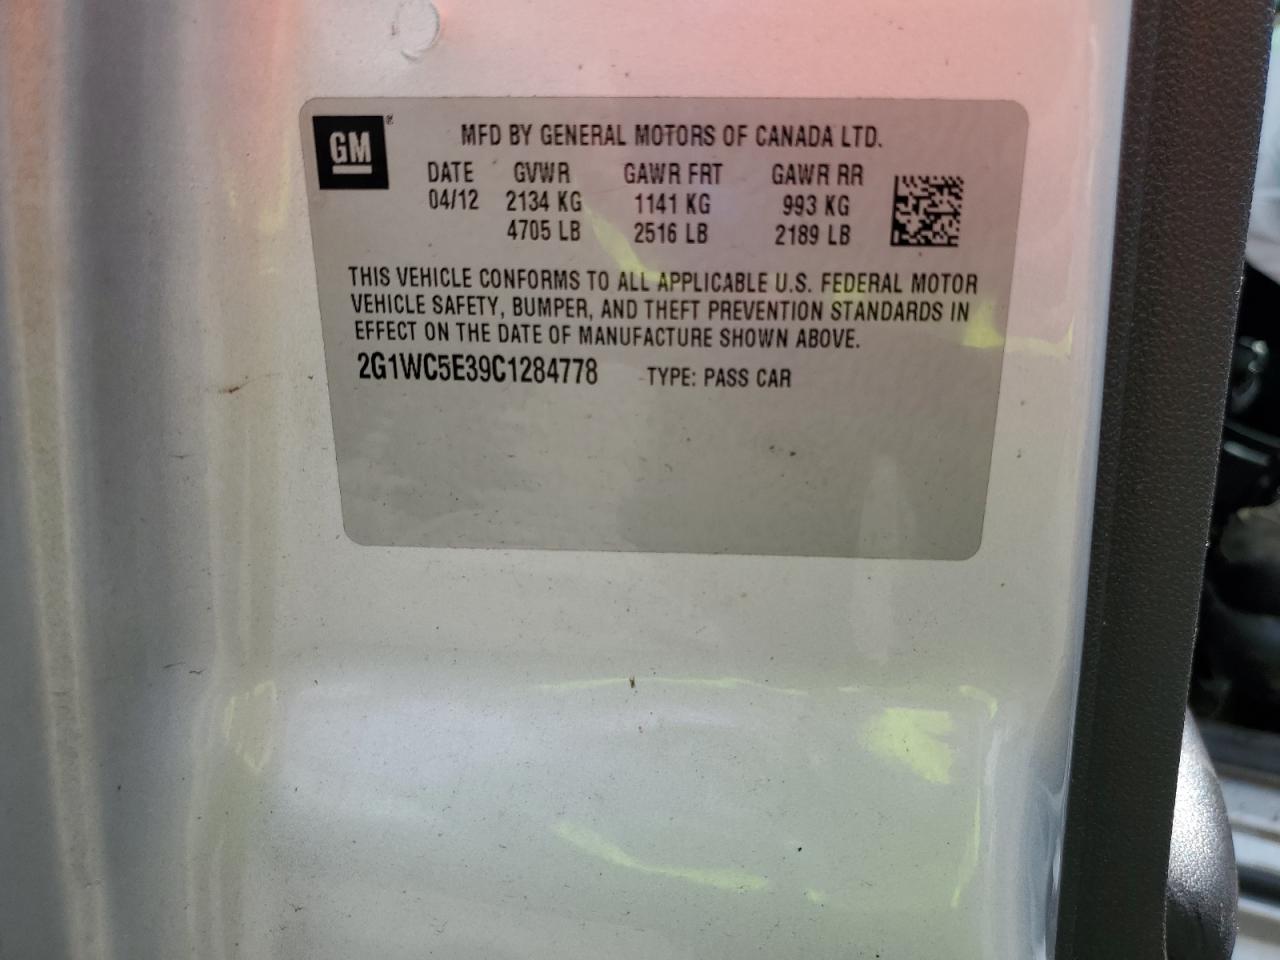 GM®
MFD BY GENERAL MOTORS OF CANADA LTD.
DATE GVWR GAWR FRT GAWR RR
04/12 2134 KG 1141 KG 993 KG
4705 LB 2516 LB 2189 LB
THIS VEHICLE CONFORMS TO ALL APPLICABLE U.S. FEDERAL MOTOR
VEHICLE SAFETY, BUMPER, AND THEFT PREVENTION STANDARDS IN
EFFECT ON THE DATE OF MANUFACTURE SHOWN ABOVE.
2G1WC5E39C1284778 TYPE: PASS CAR